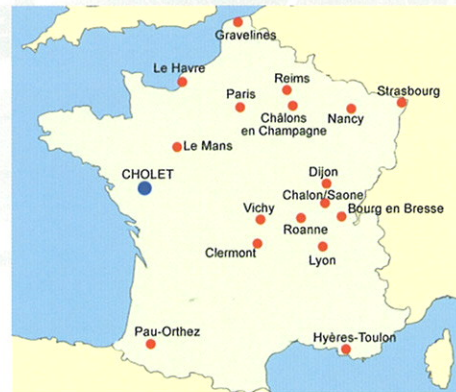 Gravelines
Le Havre
Reims
Paris
Strasbourg
Châlons
en Champagne
Nancy
Le Mans
CHOLET
Dijon
Chalon/Saone
Vichy
Bourg en Bresse
Roanne
Clermont
Lyon
Pau-Orthez
Hyères-Toulon